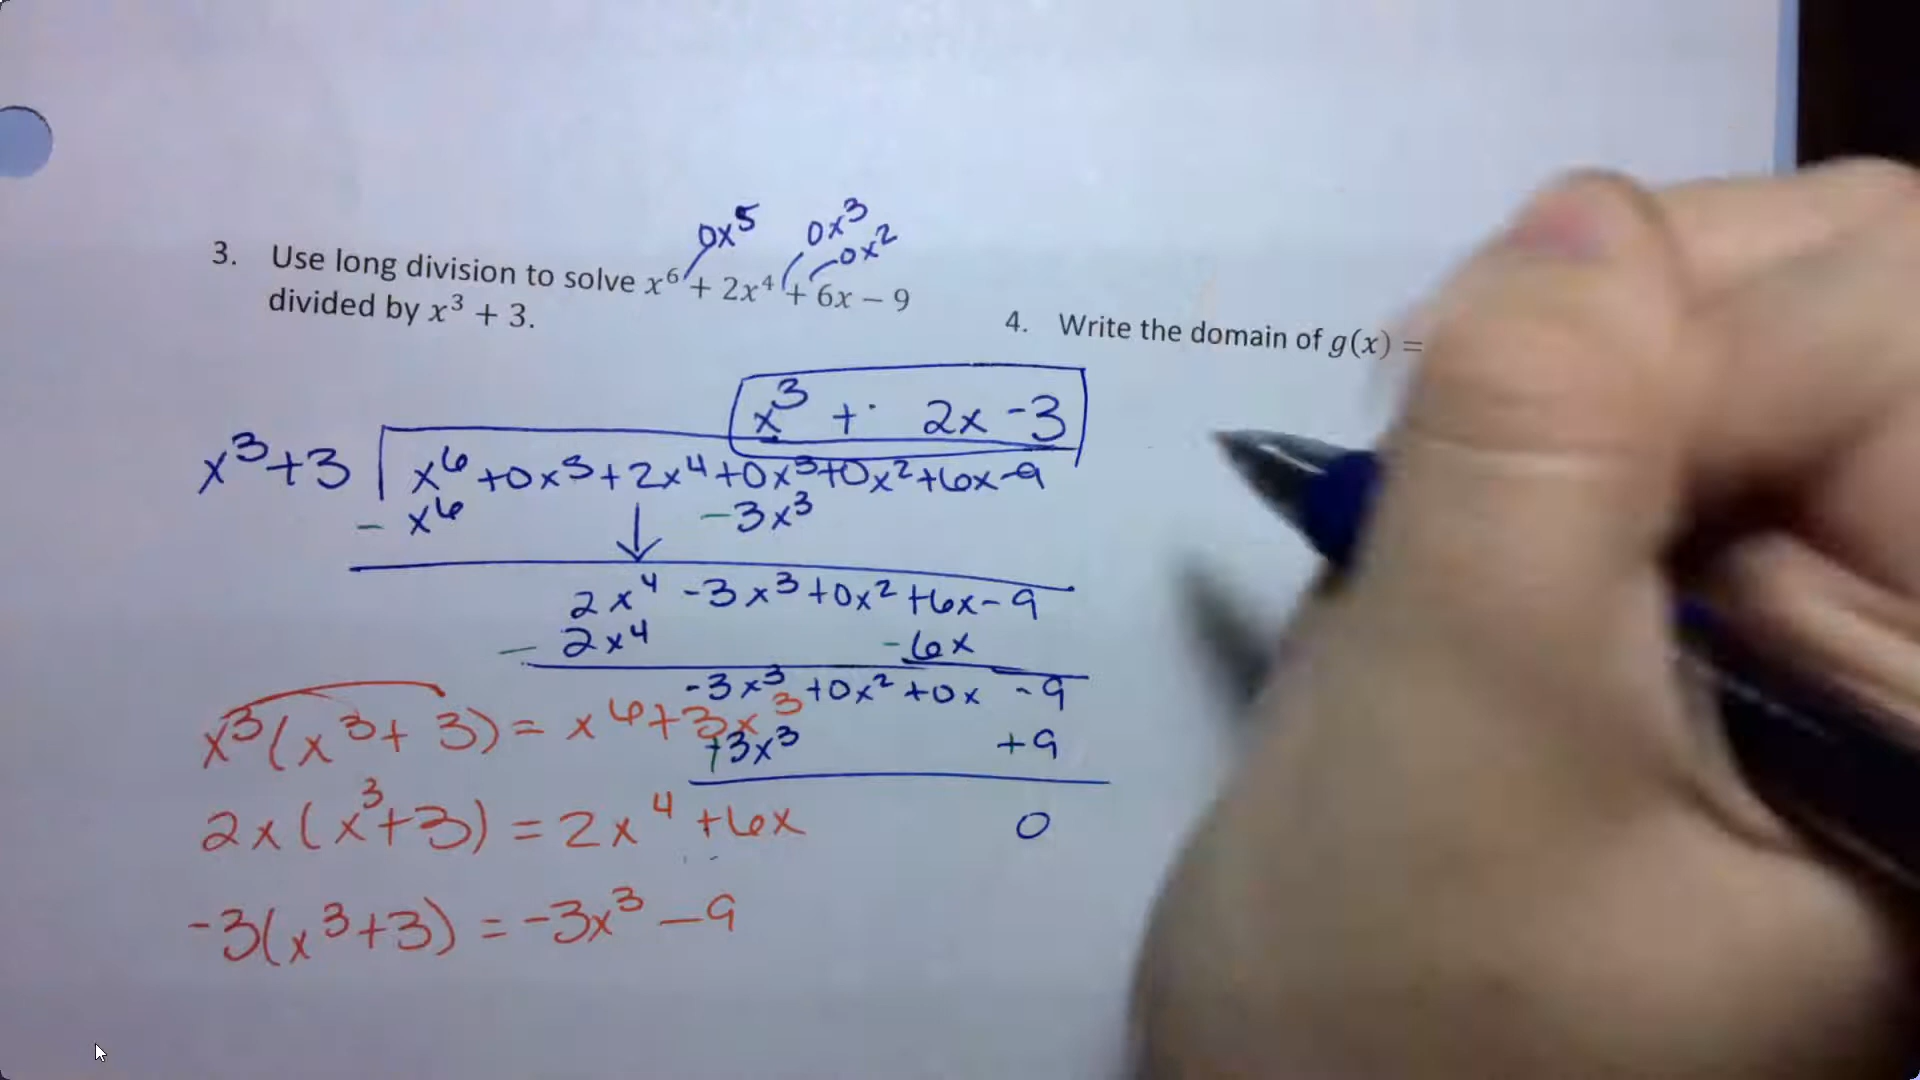 0x⁵ 0x³
0x²
3. Use long division to solve x⁶ + 2x⁴ + 6x − 9
divided by x³ + 3.
4. Write the domain of g(x) =
x³ + 2x -3
x³+3 x⁶ +0x³+2x⁴+0x³+0x²+6x-9
- x⁶ -3x³
2x⁴ -3x³+0x²+6x-9
- 2x⁴ -6x
-3x³ +0x² +0x -9
x³(x³+3) = x⁶+3x³
+3x³ +9
2x(x³+3) = 2x⁴+6x
0
-3(x³+3) = -3x³-9